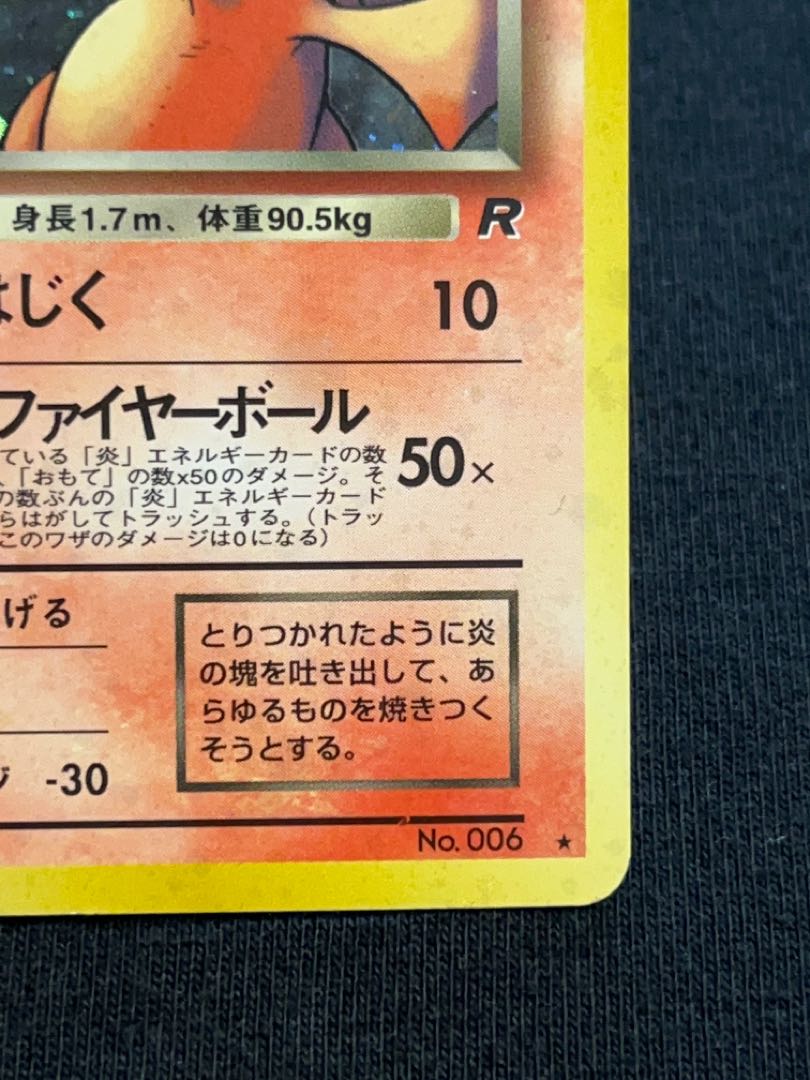 身長1.7m、体重90.5kg R
はじく 10
ファイヤーボール
ている「炎」エネルギーカードの数
、「おもて」の数x50のダメージ。そ
の数ぶんの「炎」エネルギーカード
らはがしてトラッシュする。（トラッ
このワザのダメージは0になる）
50×
げる
とりつかれたように炎
の塊を吐き出して、あ
らゆるものを焼きつく
そうとする。
-30
No. 006 ★